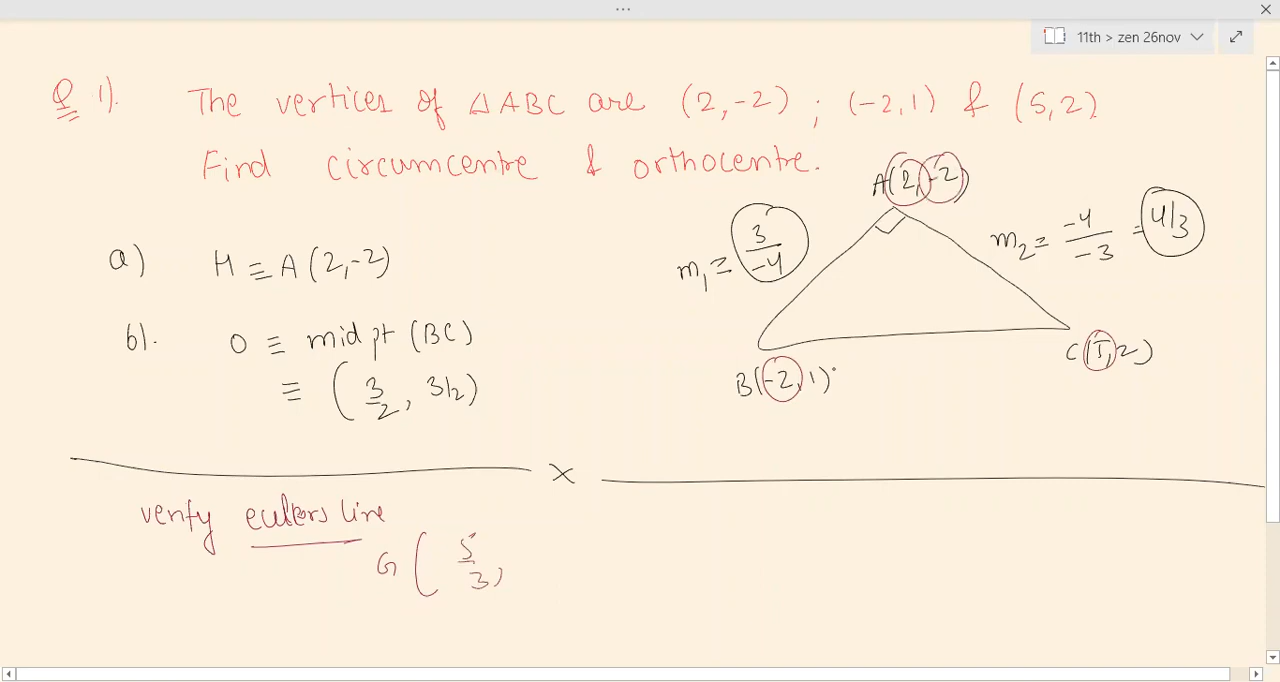 11th > zen 26nov
Q 1). The vertices of △ABC are (2,-2) ; (-2,1) & (5,2).
Find circumcentre & orthocentre.
A(2,-2)
m₁ = 3/-4
m₂ = -4/-3 = 4/3
B(-2,1)
C(5,2)
a) H ≡ A (2,-2)
b). O ≡ mid pt (BC)
≡ (3/2, 3/2)
x
verify eulers line
G (5/3,